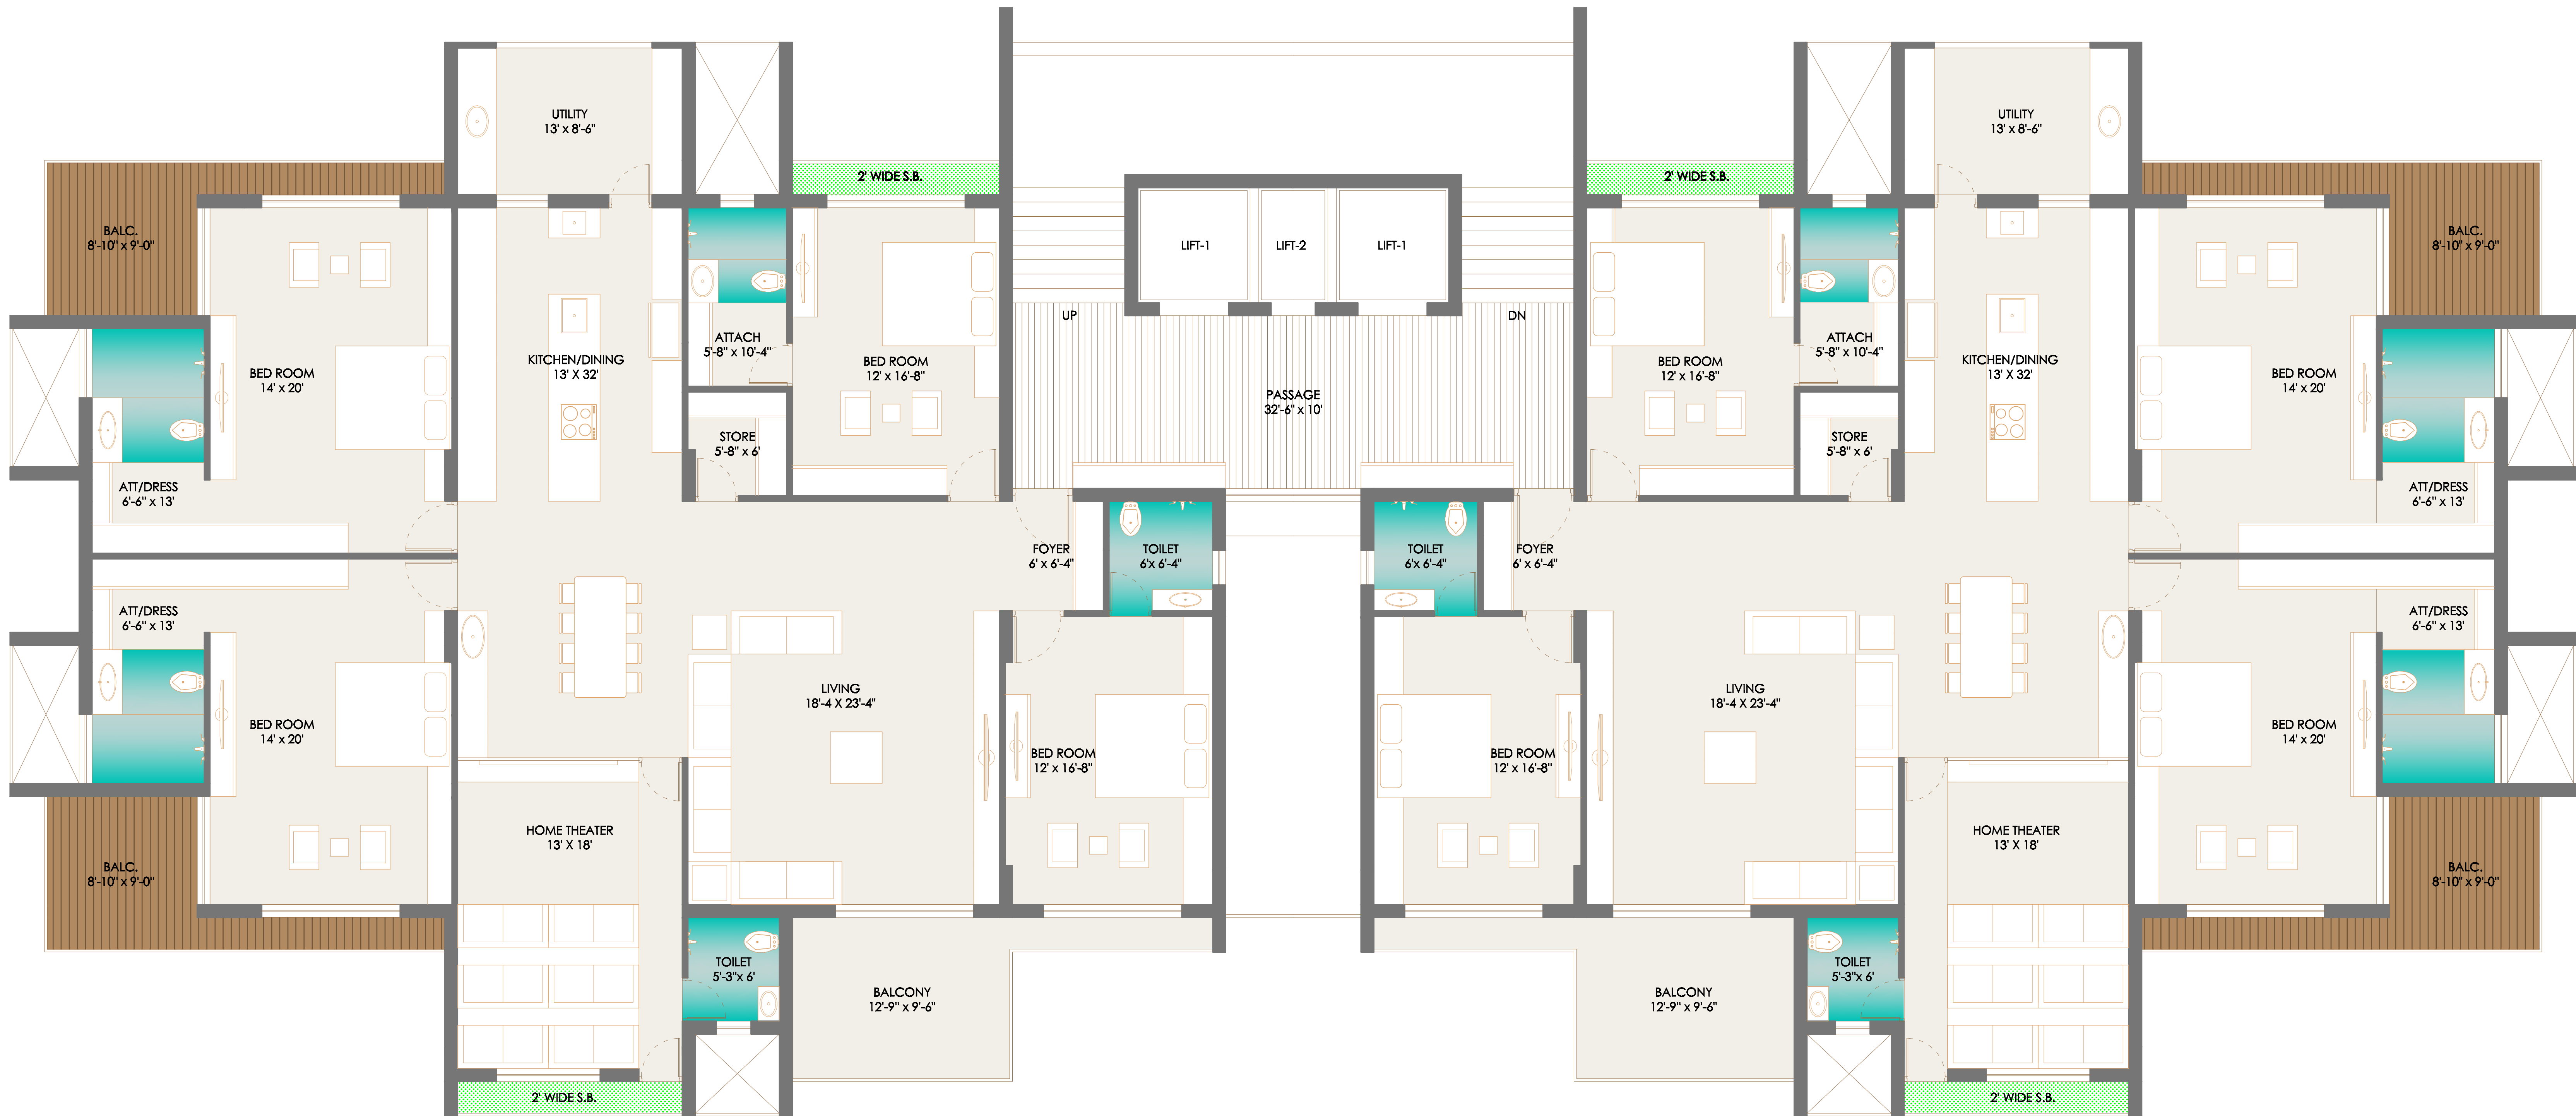 UTILITY
13' x 8'-6"
2' WIDE S.B.
BALC.
8'-10" x 9'-0"
BED ROOM
14' x 20'
KITCHEN/DINING
13' X 32'
ATTACH
5'-8" x 10'-4"
BED ROOM
12' x 16'-8"
STORE
5'-8" x 6'
ATT/DRESS
6'-6" x 13'
LIFT-1
LIFT-2
LIFT-1
UP
DN
PASSAGE
32'-6" x 10'
FOYER
6' x 6'-4"
TOILET
6'x 6'-4"
ATT/DRESS
6'-6" x 13'
BED ROOM
14' x 20'
LIVING
18'-4 X 23'-4"
BED ROOM
12' x 16'-8"
HOME THEATER
13' X 18'
BALC.
8'-10" x 9'-0"
TOILET
5'-3"x 6'
BALCONY
12'-9" x 9'-6"
2' WIDE S.B.
UTILITY
13' x 8'-6"
2' WIDE S.B.
BALC.
8'-10" x 9'-0"
BED ROOM
12' x 16'-8"
ATTACH
5'-8" x 10'-4"
KITCHEN/DINING
13' X 32'
BED ROOM
14' x 20'
STORE
5'-8" x 6'
ATT/DRESS
6'-6" x 13'
TOILET
6'x 6'-4"
FOYER
6' x 6'-4"
ATT/DRESS
6'-6" x 13'
LIVING
18'-4 X 23'-4"
BED ROOM
14' x 20'
BED ROOM
12' x 16'-8"
HOME THEATER
13' X 18'
BALC.
8'-10" x 9'-0"
TOILET
5'-3"x 6'
BALCONY
12'-9" x 9'-6"
2' WIDE S.B.